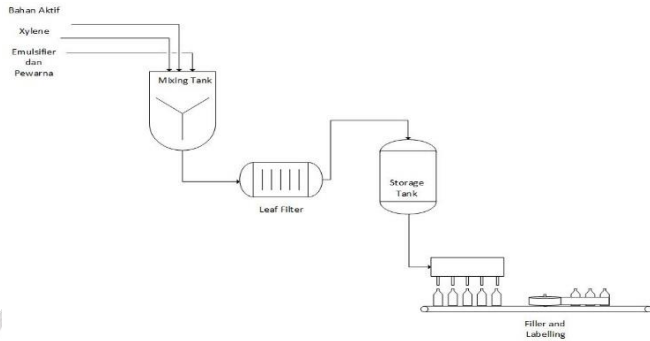 Bahan Aktif
Xylene
Emulsifier
dan
Pewarna
Mixing Tank
Leaf Filter
Storage
Tank
Filler and
Labelling